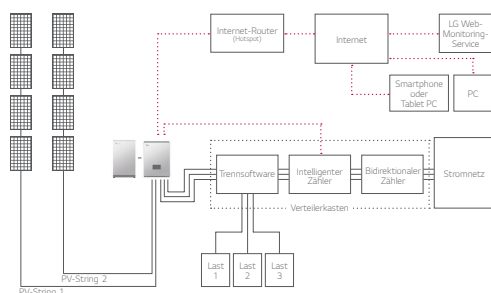 Internet-Router
(Hotspot)
Internet
LG Web-
Monitoring-
Service
Smartphone
oder
Tablet PC
PC
Trennsoftware
Intelligenter
Zähler
Bidirektionaler
Zähler
Stromnetz
Verteilerkasten
Last
1
Last
2
Last
3
PV-String 2
PV-String 1